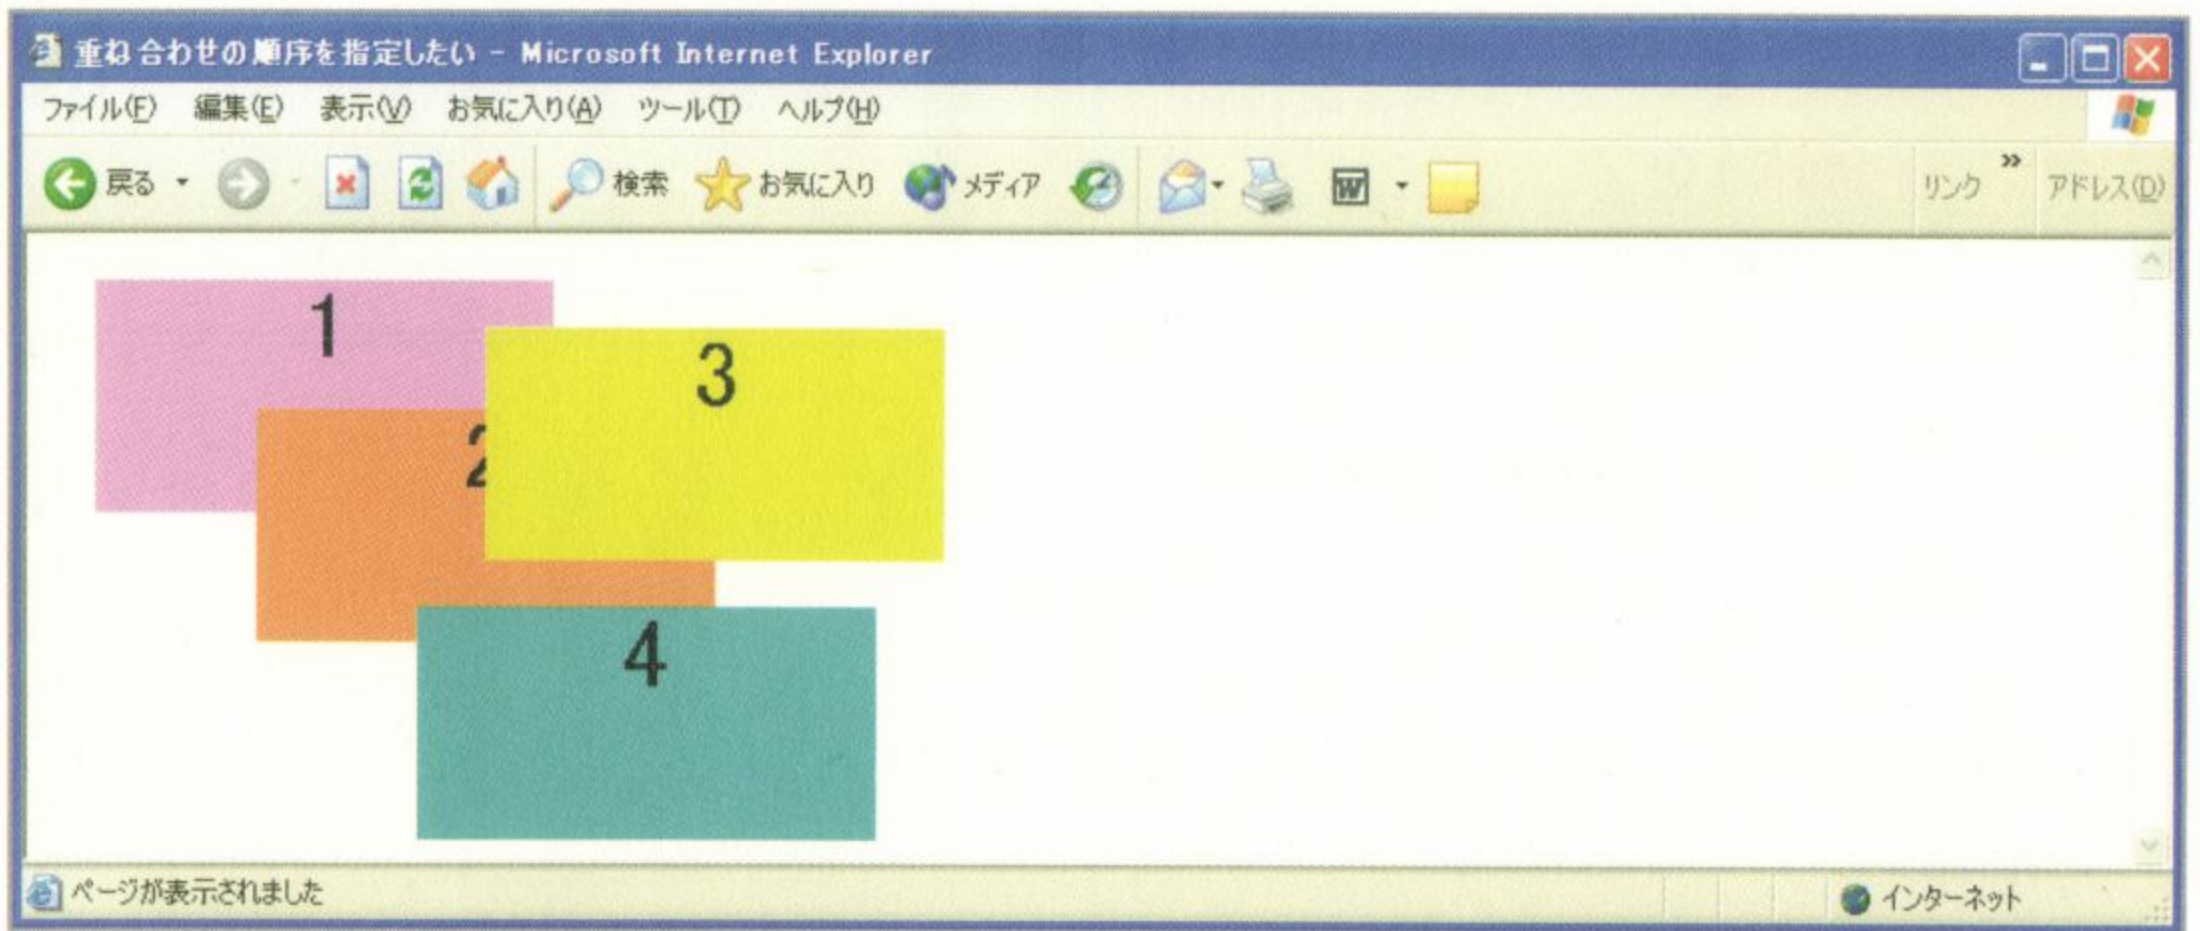 重ね合わせの順序を指定したい - Microsoft Internet Explorer
ファイル(F) 編集(E) 表示(V) お気に入り(A) ツール(T) ヘルプ(H)
戻る 検索 お気に入り メディア W リンク » アドレス(D)
1
3
2
4
ページが表示されました インターネット